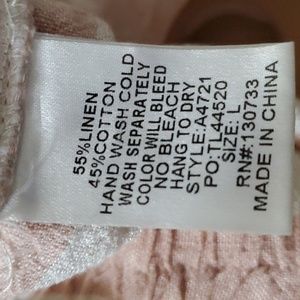 55%LINEN
45%COTTON
HAND WASH COLD
WASH SEPARATELY
COLOR WILL BLEED
NO BLEACH
HANG TO DRY
STYLE:A4721
PO:TL44520
SIZE: L
RN#:130733
MADE IN CHINA